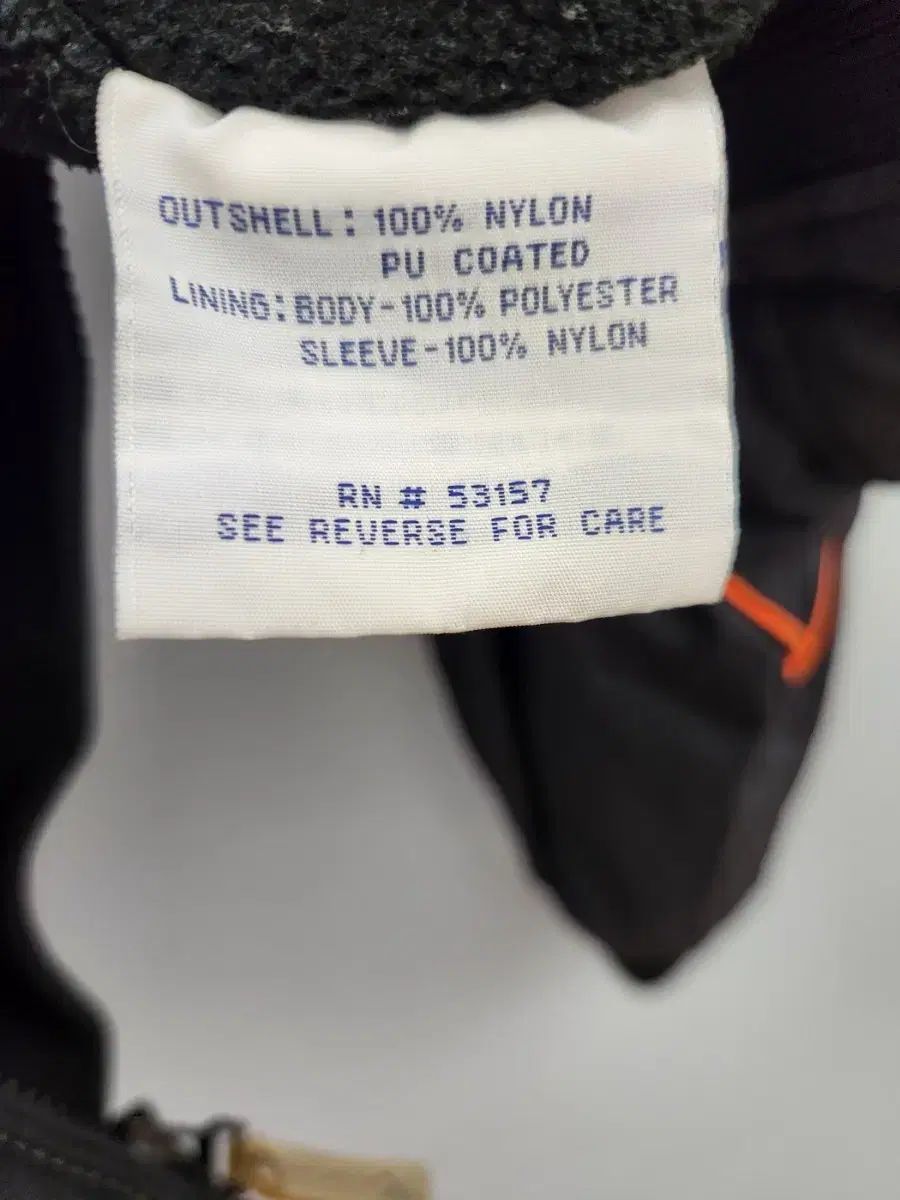 OUTSHELL: 100% NYLON
PU COATED
LINING: BODY-100% POLYESTER
SLEEVE-100% NYLON
RN # 53157
SEE REVERSE FOR CARE